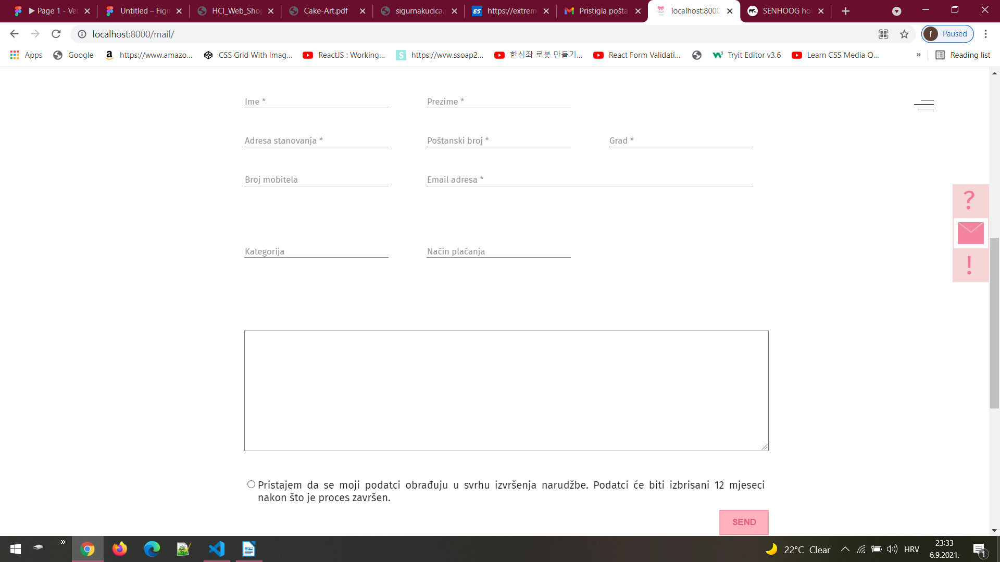 Page 1 - Ve
Untitled – Fig
HCI_Web_Sho
Cake-Art.pdf
sigurnakucica.
https://extrem
Pristigla pošta
localhost:8000
SENHOOG ho
localhost:8000/mail/
f Paused
Apps
Google
a https://www.amazo...
CSS Grid With Imag...
ReactJS : Working...
S https://wvw.ssoap2...
한심좌 로봇 만들기...
React Form Validati...
Tryit Editor v3.6
Learn CSS Media Q...
»
Reading list
Ime *
Prezime *
Adresa stanovanja *
Poštanski broj *
Grad *
Broj mobitela
Email adresa *
?
!
Kategorija
Način plaćanja
Pristajem da se moji podatci obrađuju u svrhu izvršenja narudžbe. Podatci će biti izbrisani 12 mjeseci
nakon što je proces završen.
SEND
»
22°C Clear
HRV
23:33
6.9.2021.
1